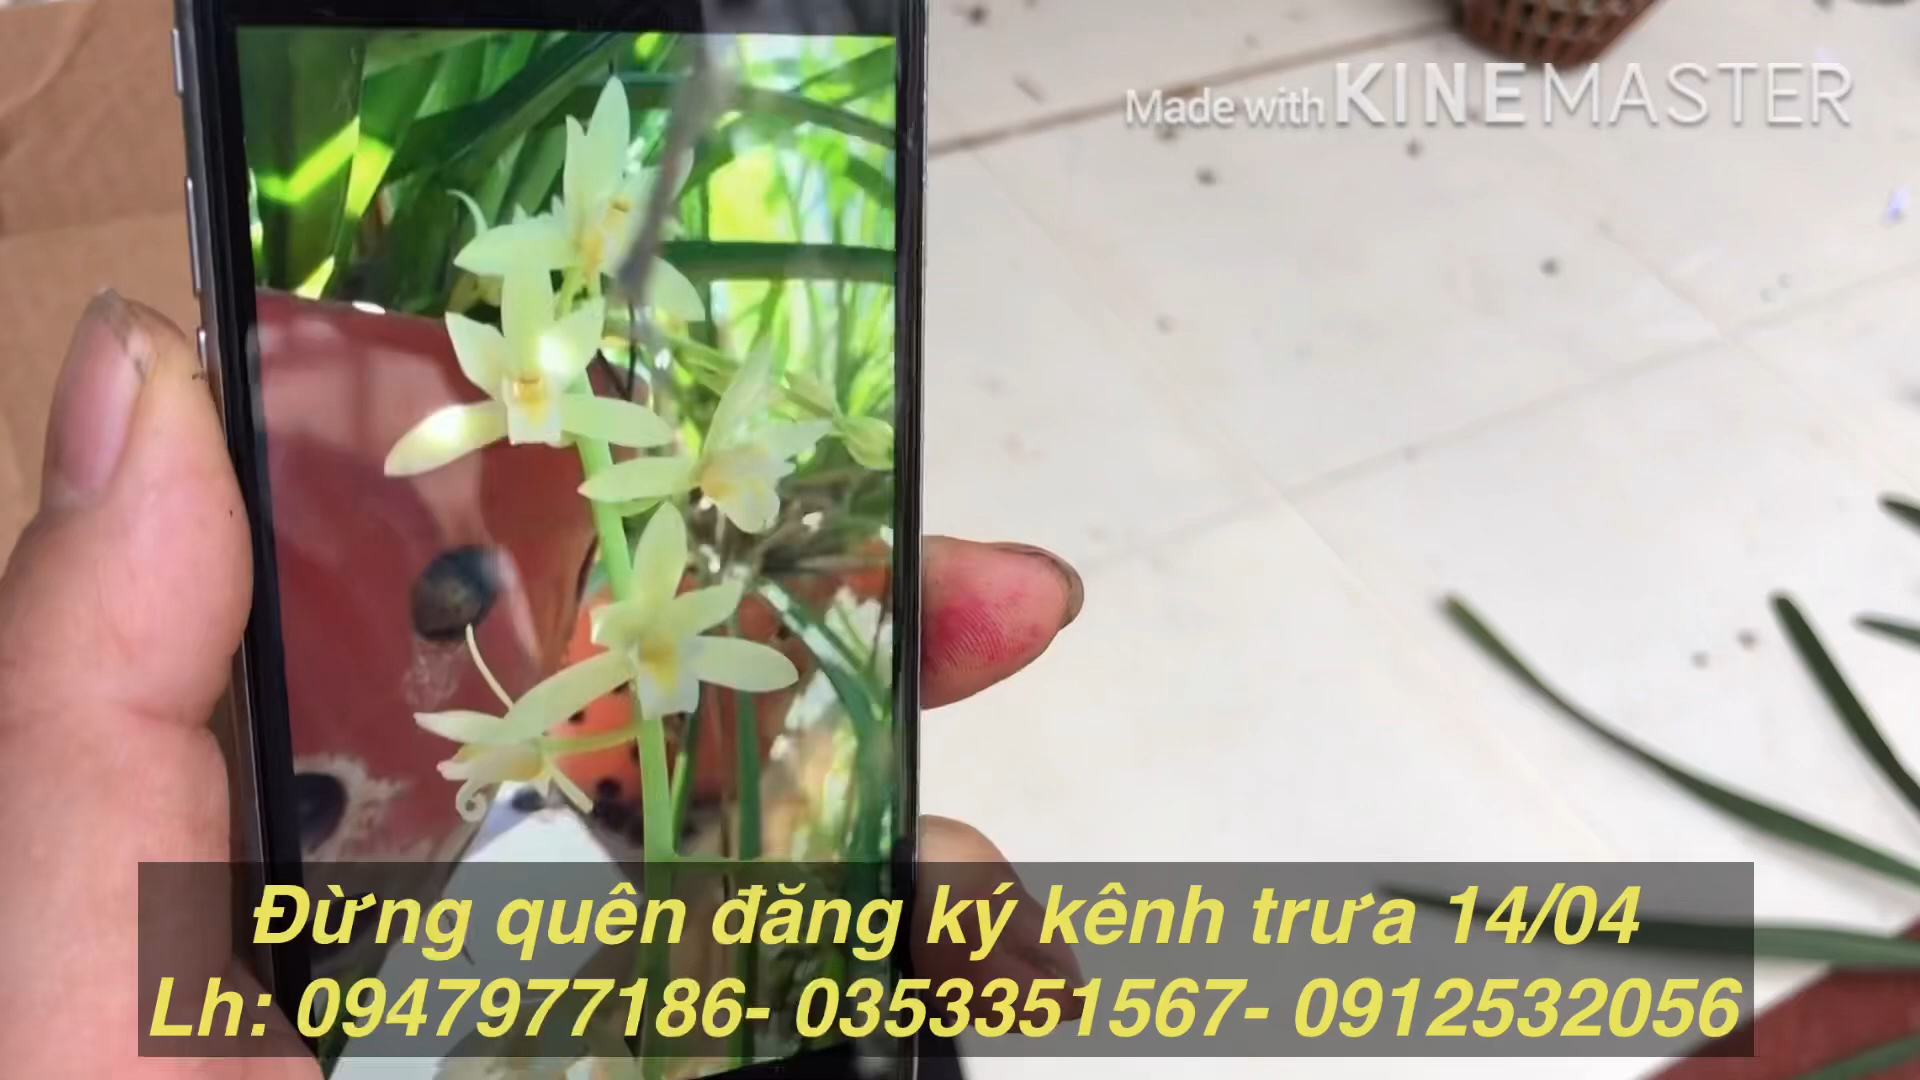 Made with KINEMASTER
Đừng quên đăng ký kênh trưa 14/04
Lh: 0947977186- 0353351567- 0912532056